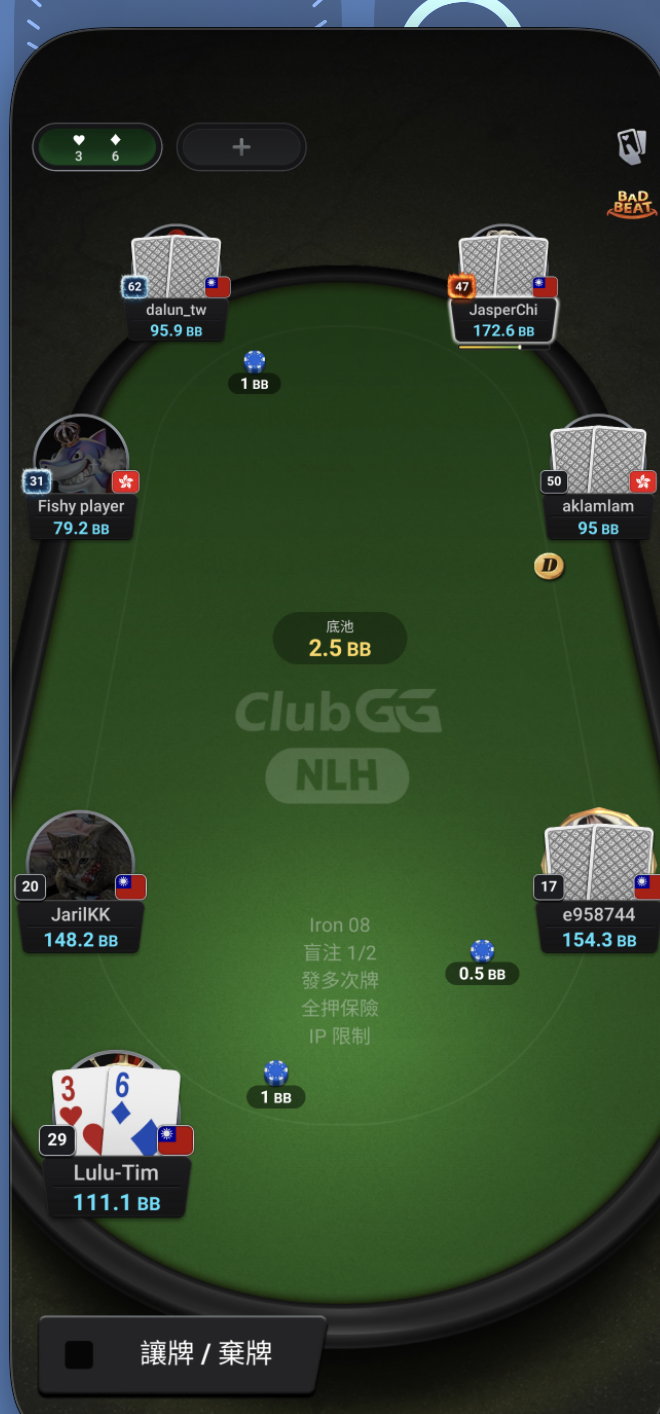 3 6
+
BAD
BEAT
62
dalun_tw
95.9 BB
47
JasperChi
172.6 BB
1 BB
31
Fishy player
79.2 BB
50
aklamlam
95 BB
D
底池
2.5 BB
ClubGG
NLH
20
JarilKK
148.2 BB
17
e958744
154.3 BB
Iron 08
盲注 1/2
發多次牌
全押保險
IP 限制
0.5 BB
1 BB
3 6
29
Lulu-Tim
111.1 BB
讓牌 / 棄牌